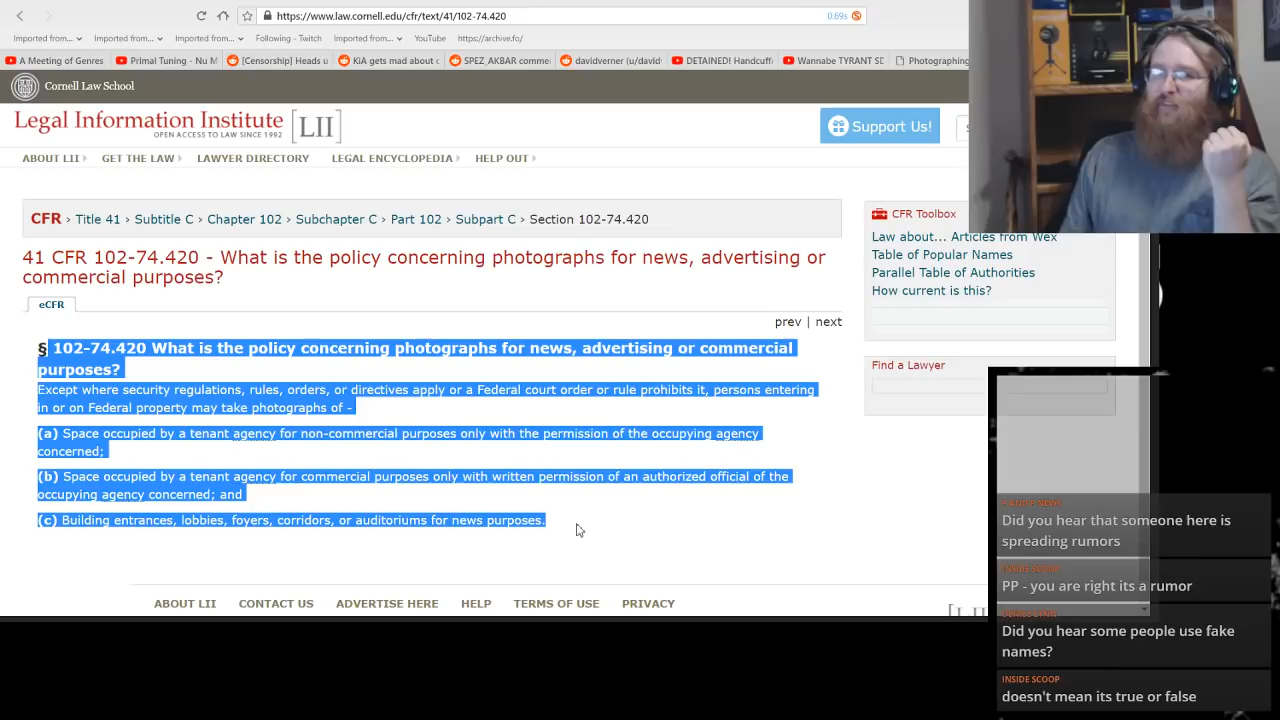 https://www.law.cornell.edu/cfr/text/41/102-74.420
0.69s
Imported from...
Imported from...
Imported from...
Following - Twitch
Imported from...
YouTube
https://archive.fo/
A Meeting of Genres
Primal Tuning - Nu M
[Censorship] Heads u
KiA gets mad about c
SPEZ_AKBAR comme
davidverner (u/david
DETAINED! Handcuff
Wannabe TYRANT S
Photographing
Cornell Law School
Legal Information Institute [LII]
OPEN ACCESS TO LAW SINCE 1992
Support Us!
S
ABOUT LII
GET THE LAW
LAWYER DIRECTORY
LEGAL ENCYCLOPEDIA
HELP OUT
CFR › Title 41 › Subtitle C › Chapter 102 › Subchapter C › Part 102 › Subpart C › Section 102-74.420
41 CFR 102-74.420 - What is the policy concerning photographs for news, advertising or
commercial purposes?
eCFR
prev | next
§ 102-74.420 What is the policy concerning photographs for news, advertising or commercial
purposes?
Except where security regulations, rules, orders, or directives apply or a Federal court order or rule prohibits it, persons entering
in or on Federal property may take photographs of -
(a) Space occupied by a tenant agency for non-commercial purposes only with the permission of the occupying agency
concerned;
(b) Space occupied by a tenant agency for commercial purposes only with written permission of an authorized official of the
occupying agency concerned; and
(c) Building entrances, lobbies, foyers, corridors, or auditoriums for news purposes.
CFR Toolbox
Law about... Articles from Wex
Table of Popular Names
Parallel Table of Authorities
How current is this?
Find a Lawyer
ABOUT LII
CONTACT US
ADVERTISE HERE
HELP
TERMS OF USE
PRIVACY
[LII
Did you hear that someone here is
spreading rumors
INSIDE SCOOP
PP - you are right its a rumor
Did you hear some people use fake
names?
INSIDE SCOOP
doesn't mean its true or false